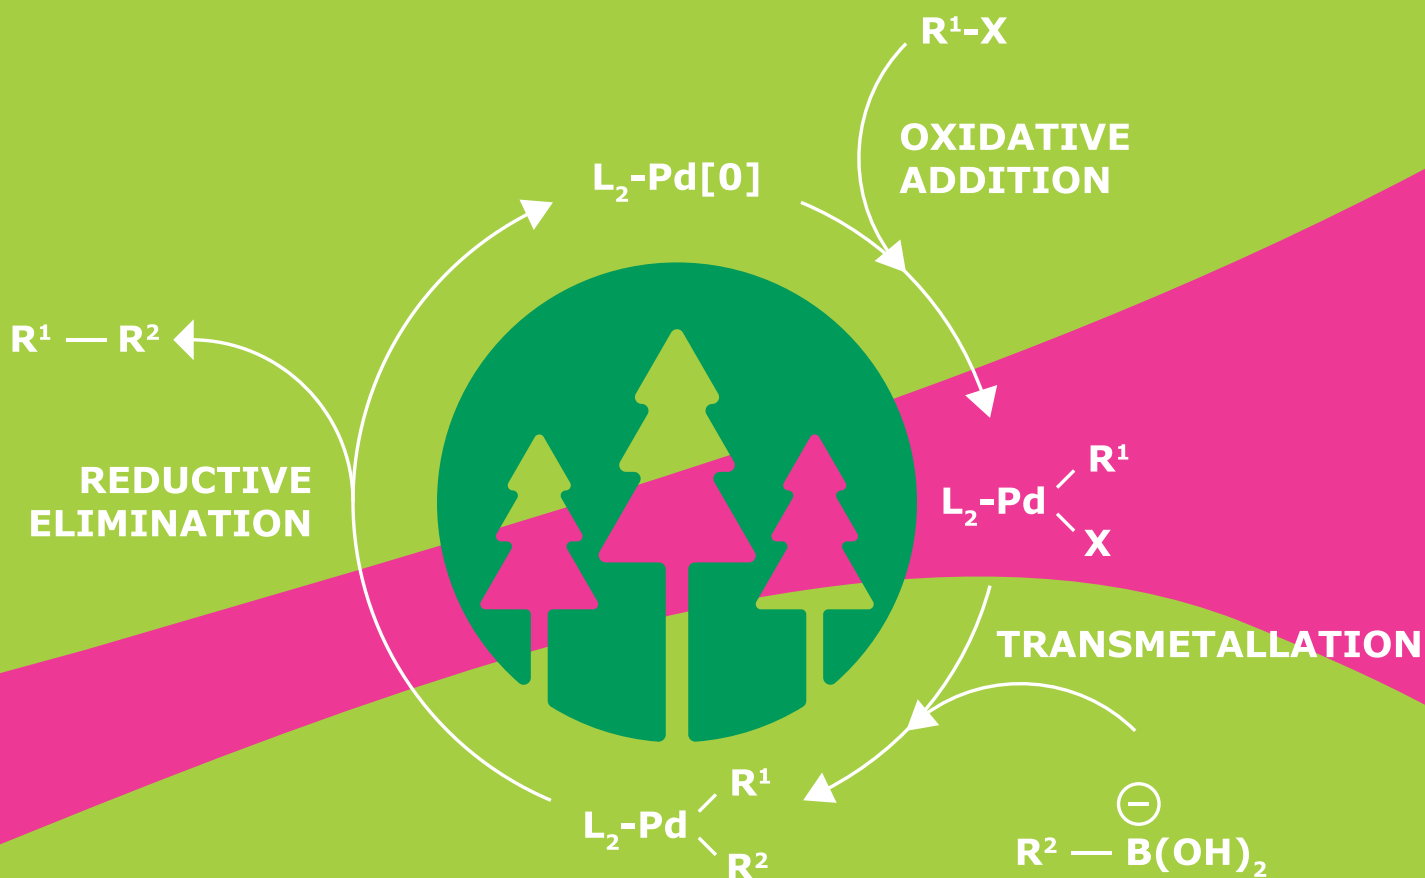 R¹-X
OXIDATIVE
ADDITION
L₂-Pd[0]
R¹ — R²
REDUCTIVE
ELIMINATION
R¹
L₂-Pd
X
TRANSMETALLATION
R¹
L₂-Pd
R²
⊖
R² — B(OH)₂